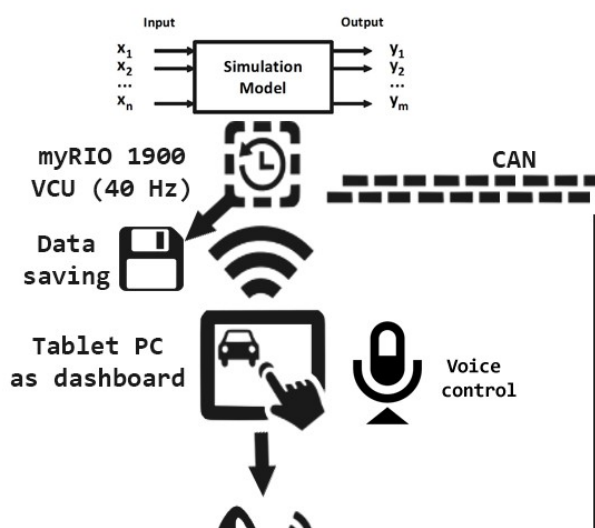 Input Output
x1 y1
x2 Simulation y2
... Model ...
xn ym
myRIO 1900 CAN
VCU (40 Hz)
Data
saving
Tablet PC
as dashboard
Voice
control